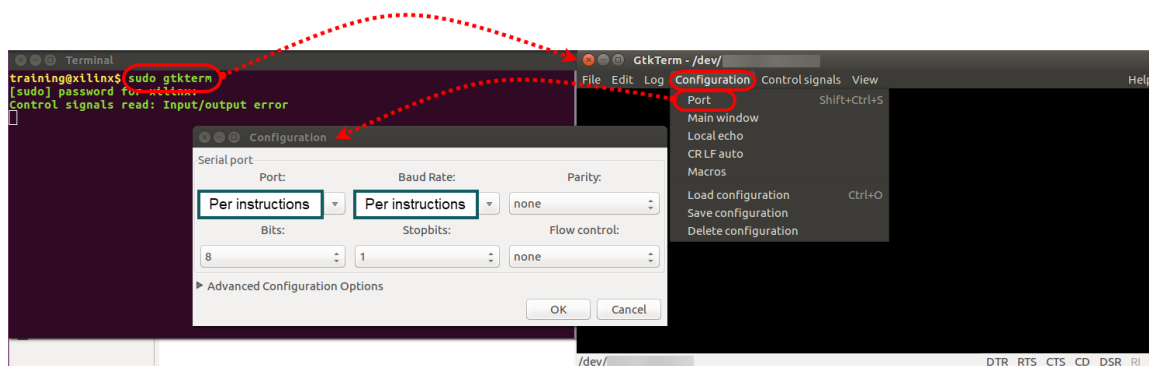 Terminal
training@xilinx$ sudo gtkterm
[sudo] password for xilinx:
Control signals read: Input/output error
Configuration
Serial port
Port: Baud Rate: Parity:
Per instructions Per instructions none
Bits: Stopbits: Flow control:
8 1 none
Advanced Configuration Options
OK Cancel
GtkTerm - /dev/
File Edit Log Configuration Control signals View Help
Port Shift+Ctrl+S
Main window
Local echo
CR LF auto
Macros
Load configuration Ctrl+O
Save configuration
Delete configuration
/dev/ DTR RTS CTS CD DSR RI